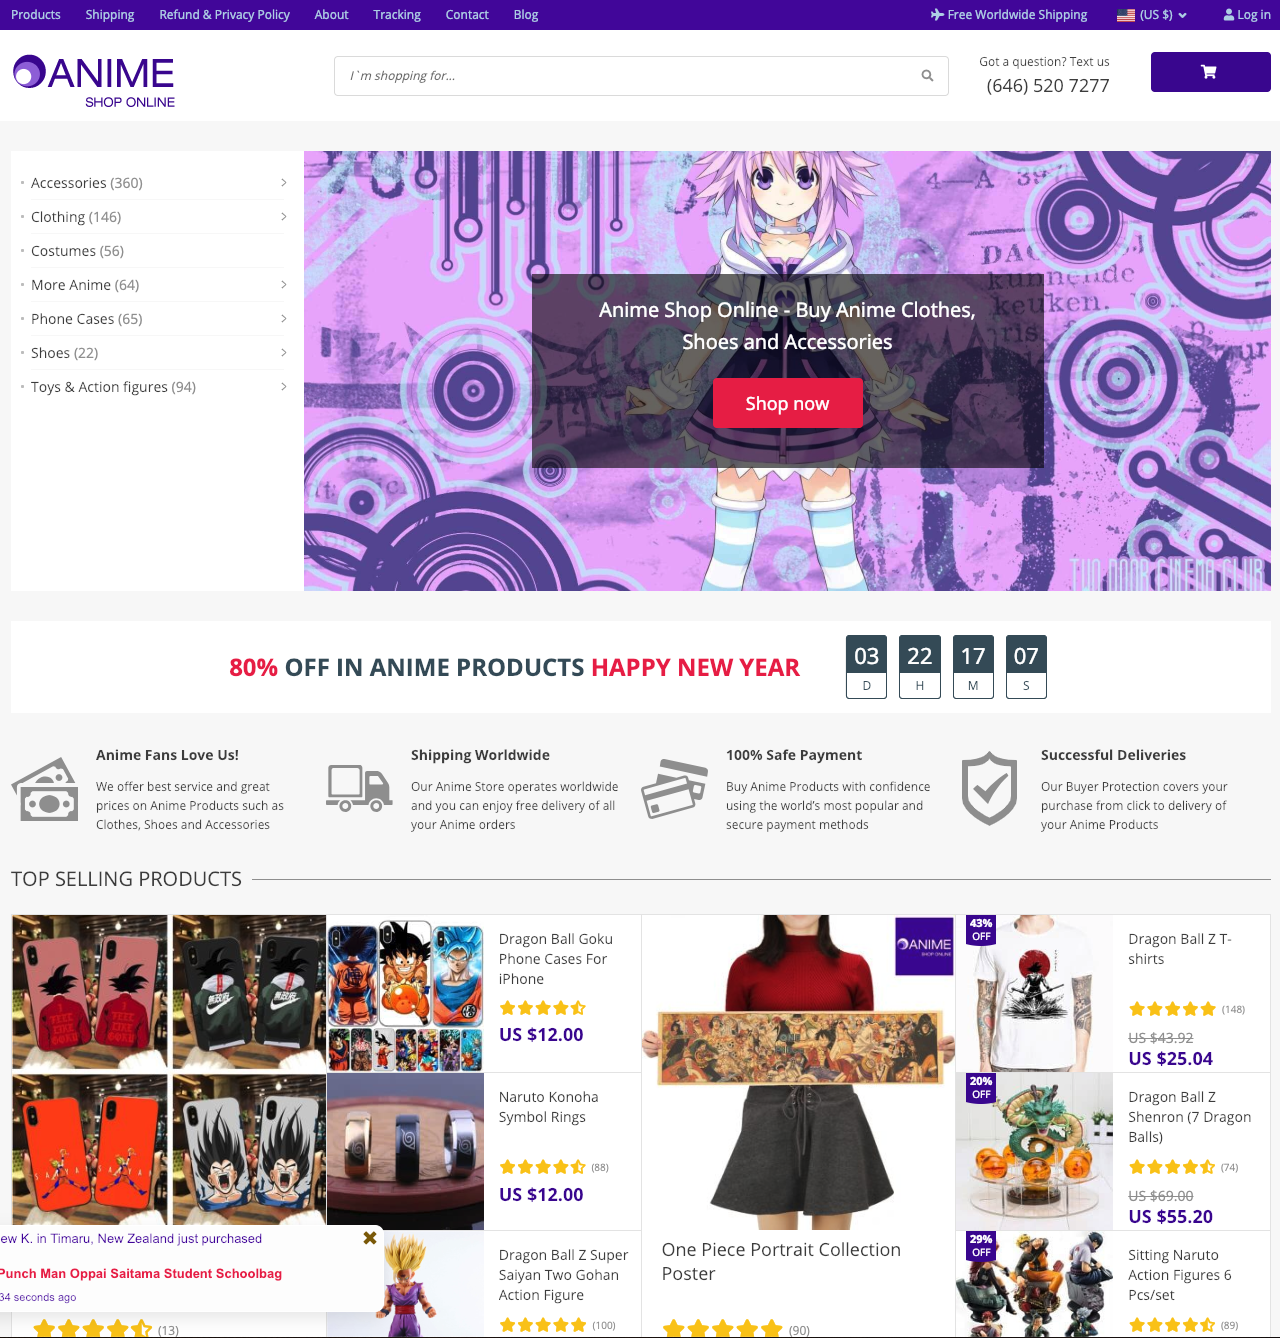 Products Shipping Refund & Privacy Policy About Tracking Contact Blog
Free Worldwide Shipping (US $) Log in
ANIME
SHOP ONLINE
I`m shopping for...
Got a question? Text us
(646) 520 7277
Accessories (360)
Clothing (146)
Costumes (56)
More Anime (64)
Phone Cases (65)
Shoes (22)
Toys & Action figures (94)
kunnende
keuken.
TWO DOOR CINEMA CLUB
Anime Shop Online - Buy Anime Clothes,
Shoes and Accessories
Shop now
80% OFF IN ANIME PRODUCTS HAPPY NEW YEAR
03 22 17 07
D H M S
Anime Fans Love Us!
We offer best service and great
prices on Anime Products such as
Clothes, Shoes and Accessories
Shipping Worldwide
Our Anime Store operates worldwide
and you can enjoy free delivery of all
your Anime orders
100% Safe Payment
Buy Anime Products with confidence
using the world's most popular and
secure payment methods
Successful Deliveries
Our Buyer Protection covers your
purchase from click to delivery of
your Anime Products
TOP SELLING PRODUCTS
(13)
Dragon Ball Goku
Phone Cases For
iPhone
US $12.00
Naruto Konoha
Symbol Rings
(88)
US $12.00
Dragon Ball Z Super
Saiyan Two Gohan
Action Figure
(100)
ANIME
SHOP ONLINE
One Piece Portrait Collection
Poster
(90)
43%
OFF
Dragon Ball Z T-
shirts
(148)
US $43.92
US $25.04
20%
OFF
Dragon Ball Z
Shenron (7 Dragon
Balls)
(74)
US $69.00
US $55.20
29%
OFF
Sitting Naruto
Action Figures 6
Pcs/set
(89)
ew K. in Timaru, New Zealand just purchased
Punch Man Oppai Saitama Student Schoolbag
34 seconds ago